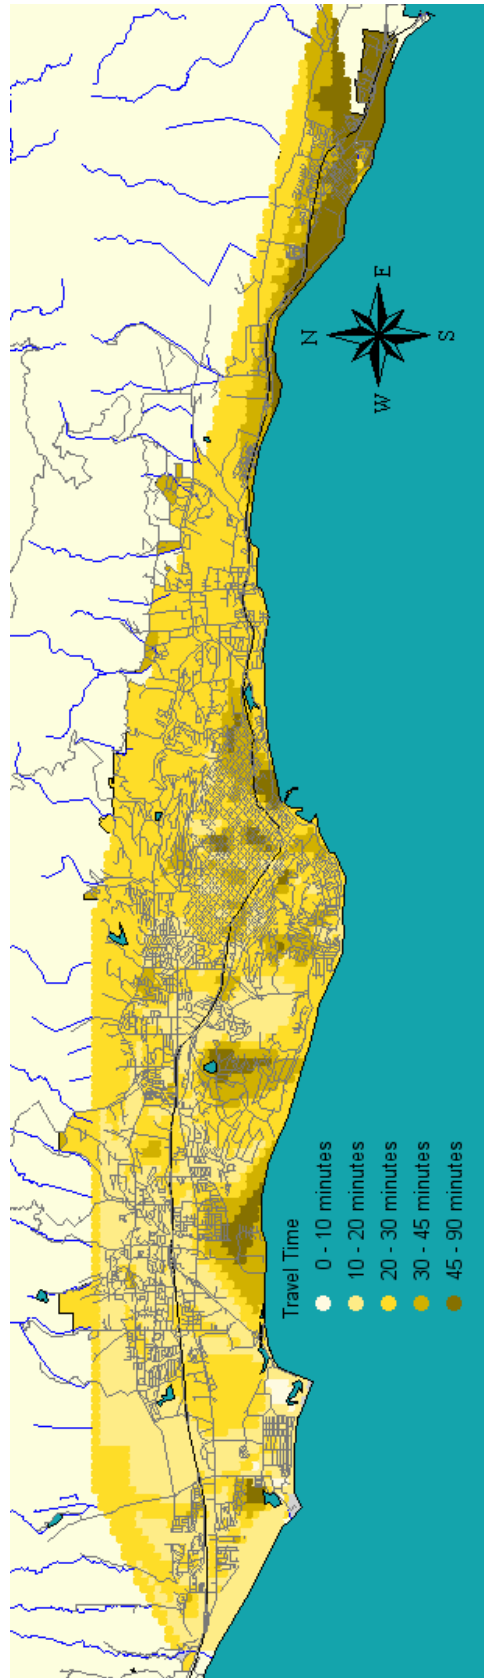 N
E
W
S
Travel Time
0 - 10 minutes
10 - 20 minutes
20 - 30 minutes
30 - 45 minutes
45 - 90 minutes